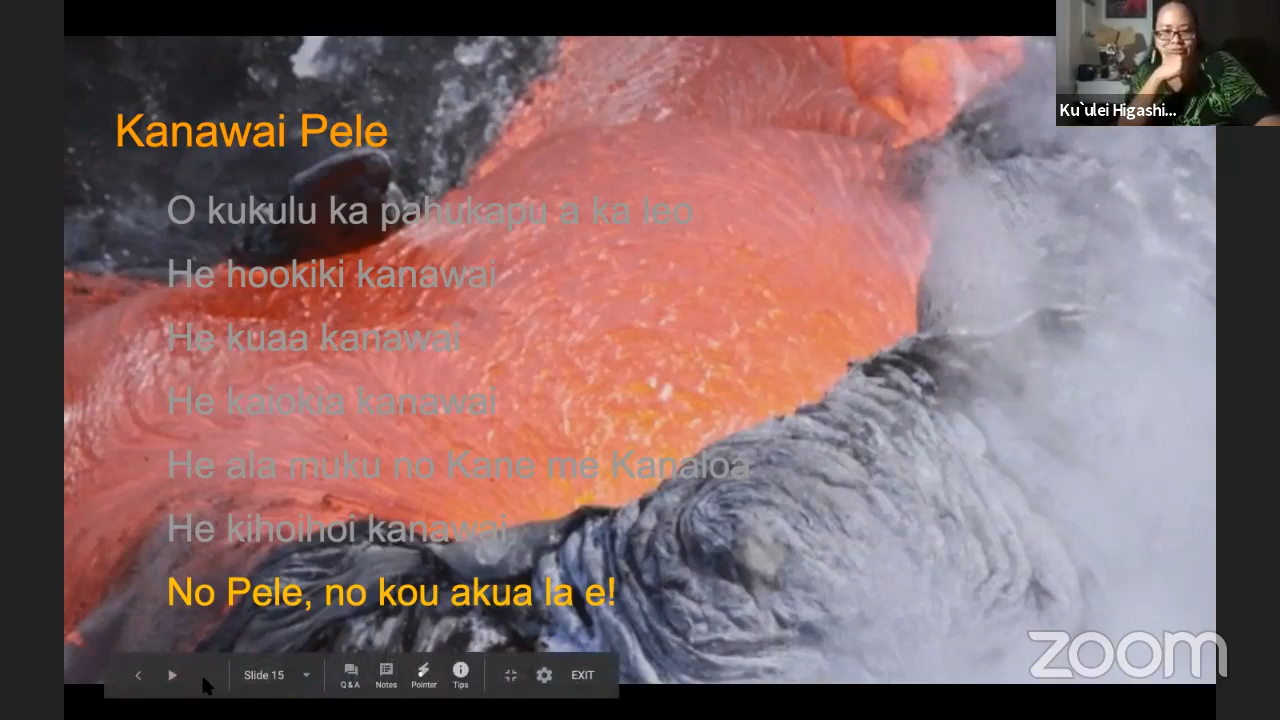 Ku`ulei Higashi...
Kanawai Pele
O kukulu ka pahukapu a ka leo
He hookiki kanawai
He kuaa kanawai
He kaiokia kanawai
He ala muku no Kane me Kanaloa
He kihoihoi kanawai
No Pele, no kou akua la e!
zoom
Slide 15
Q & A
Notes
Pointer
Tips
EXIT